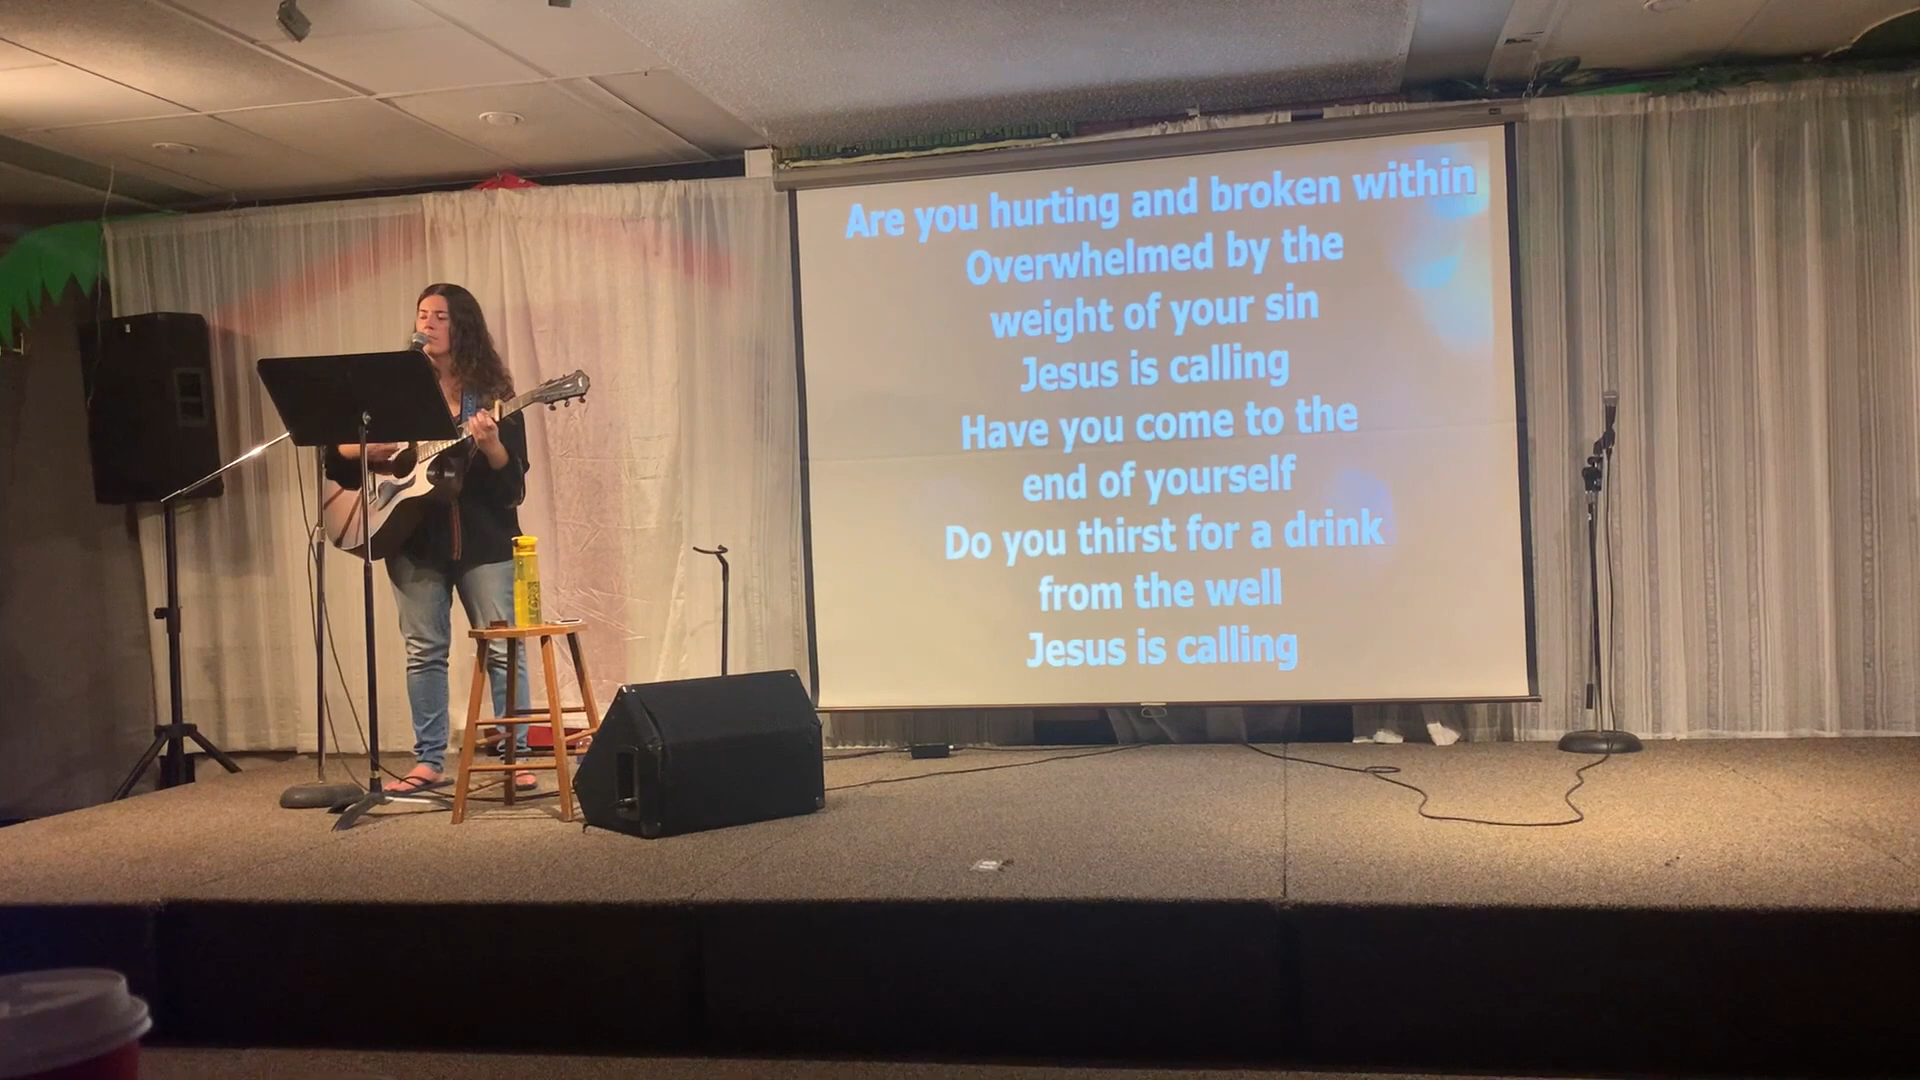 Are you hurting and broken within
Overwhelmed by the
weight of your sin
Jesus is calling
Have you come to the
end of yourself
Do you thirst for a drink
from the well
Jesus is calling